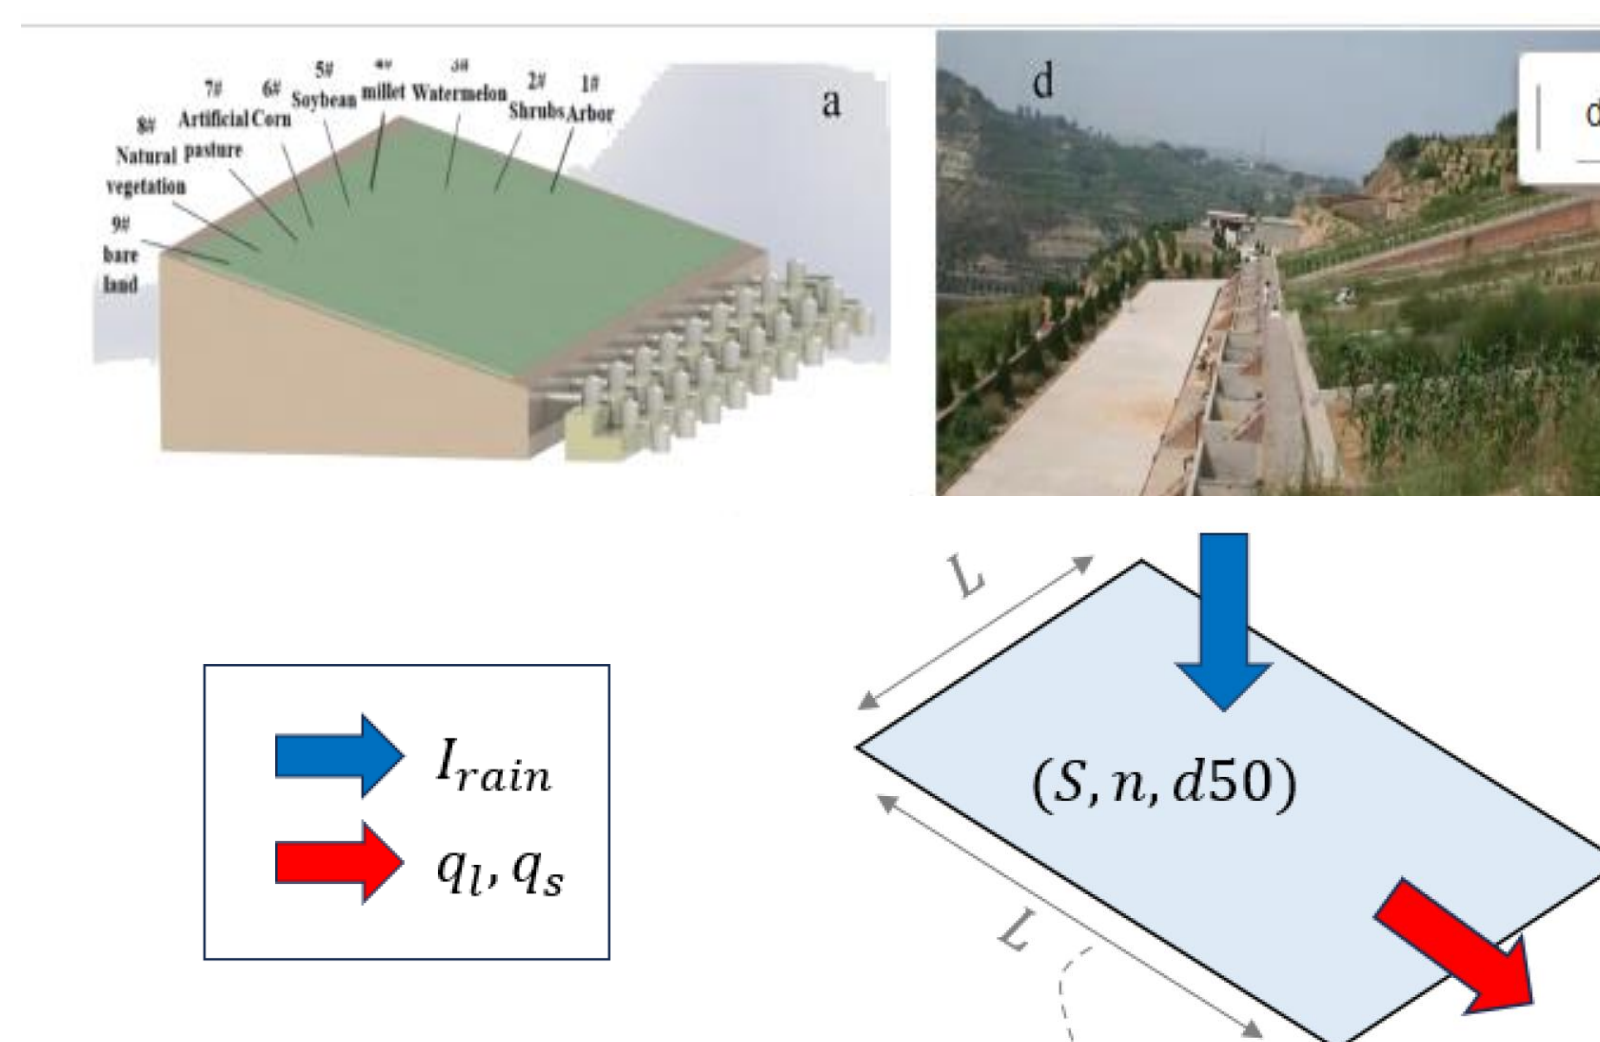 5#
2#
1#
7#
6#
Soybean
millet
Watermelon
8#
Artificial
Corn
Shrubs
Arbor
Natural
pasture
vegetation
9#
bare
land
a
d
d
L
I_rain
(S, n, d50)
q_l, q_s
L